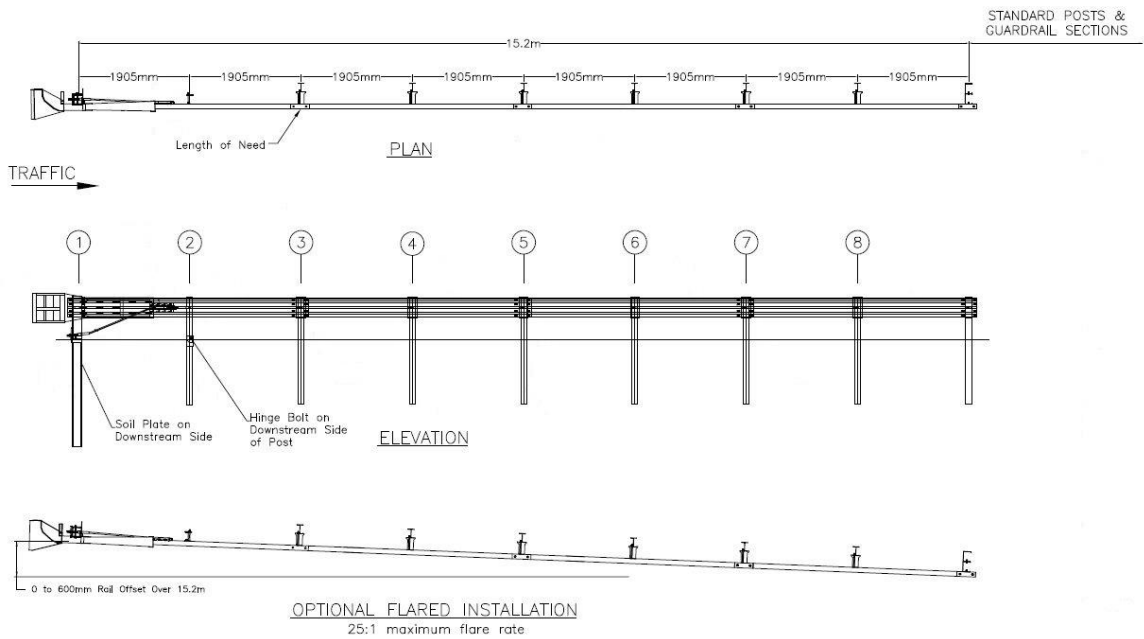 STANDARD POSTS &
GUARDRAIL SECTIONS
15.2m
1905mm 1905mm 1905mm 1905mm 1905mm 1905mm 1905mm 1905mm
Length of Need
PLAN
TRAFFIC
1 2 3 4 5 6 7 8
Soil Plate on
Downstream Side
Hinge Bolt on
Downstream Side
of Post
ELEVATION
0 to 600mm Rail Offset Over 15.2m
OPTIONAL FLARED INSTALLATION
25:1 maximum flare rate